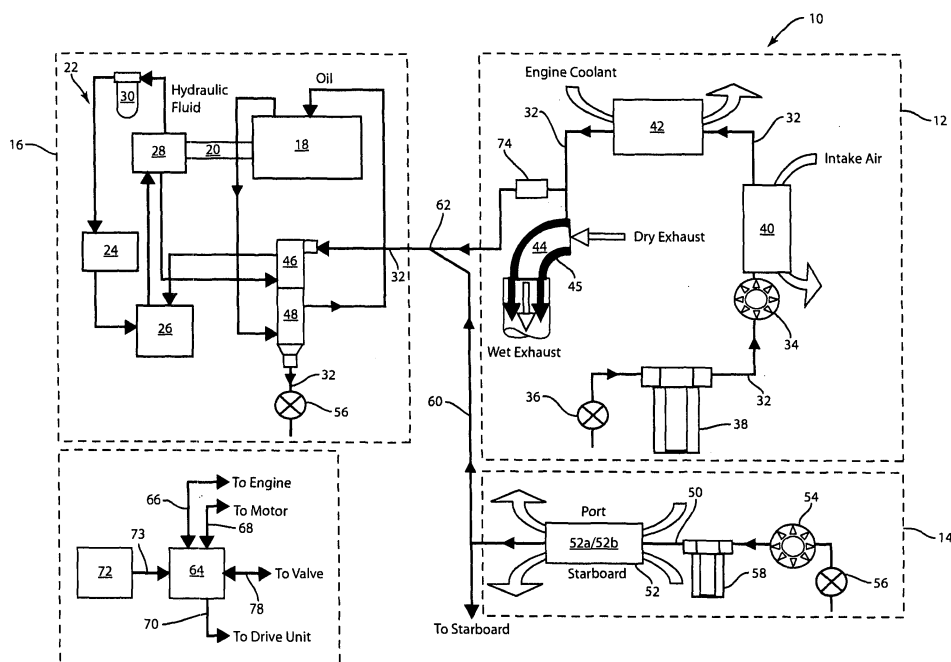 10
22
30
Hydraulic
Fluid
Oil
16
28
20
18
24
26
46
48
32
56
62
32
Engine Coolant
42
32
32
12
74
Intake Air
40
44
45
Dry Exhaust
Wet Exhaust
34
32
36
38
60
66
To Engine
To Motor
68
73
72
64
To Valve
78
70
To Drive Unit
Port
50
54
14
52a/52b
Starboard
52
58
56
To Starboard